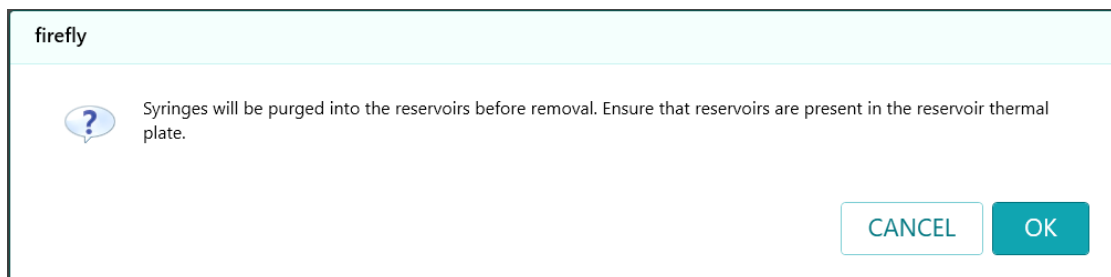 firefly
Syringes will be purged into the reservoirs before removal. Ensure that reservoirs are present in the reservoir thermal
plate.
CANCEL
OK